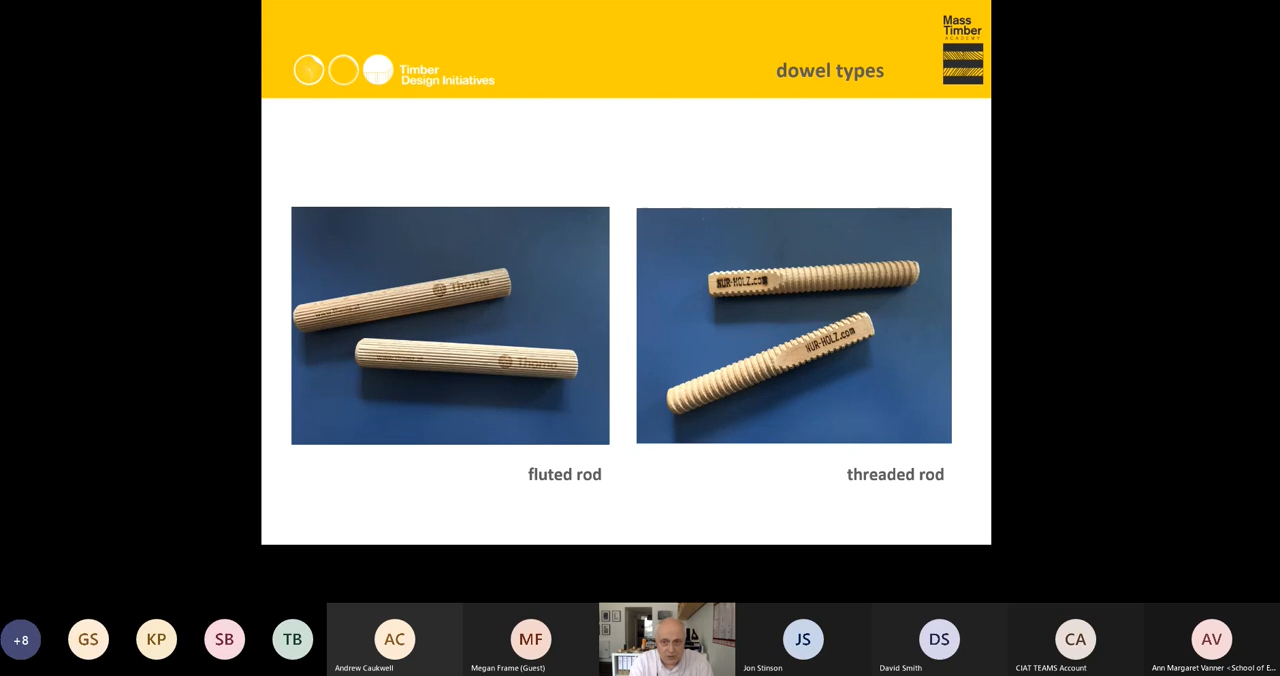 Mass
Timber
ACADEMY
Timber
Design Initiatives
dowel types
Thoma
Thoma
NUR-HOLZ.com
NUR-HOLZ.com
fluted rod
threaded rod
+8
GS
KP
SB
TB
AC
Andrew Caukwell
MF
Megan Frame (Guest)
JS
Jon Stinson
DS
David Smith
CA
CIAT TEAMS Account
AV
Ann Margaret Vanner <School of E...